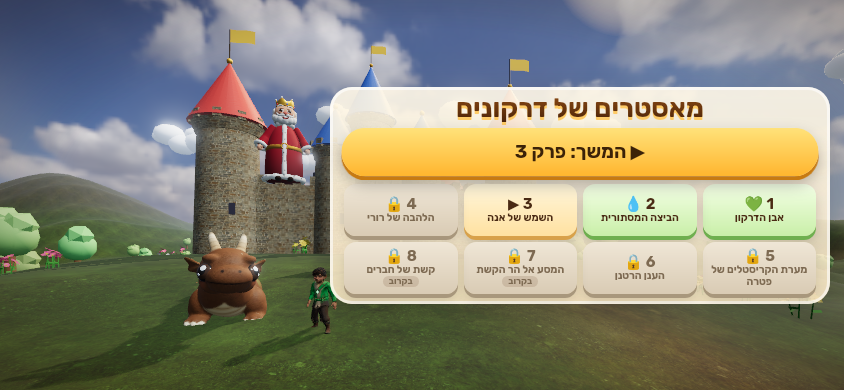 מאסטרים של דרקונים
▶ המשך: פרק 3
1 💚
אבן הדרקון
2 💧
הביצה המסתורית
3 ▶
השמש של אנה
4 🔒
הלהבה של רורי
5 🔒
מערת הקריסטלים של
פטרה
6 🔒
הענן הרטנן
7 🔒
המסע אל הר הקשת
בקרוב
8 🔒
קשת של חברים
בקרוב